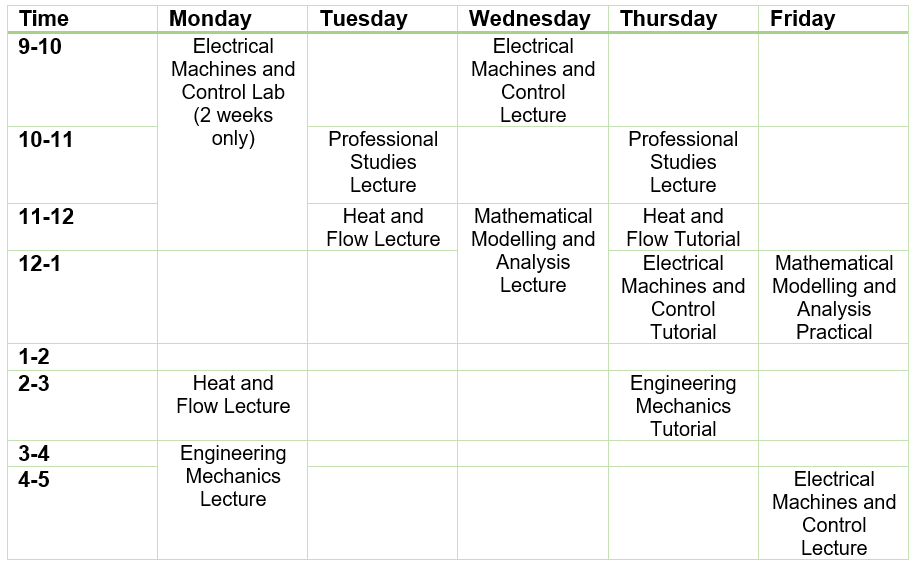 Time Monday Tuesday Wednesday Thursday Friday
9-10
Electrical
Machines and
Control Lab
(2 weeks
only)
Electrical
Machines and
Control
Lecture
10-11
Professional
Studies
Lecture
Professional
Studies
Lecture
11-12
Heat and
Flow Lecture
Mathematical
Modelling and
Analysis
Lecture
Heat and
Flow Tutorial
12-1
Electrical
Machines and
Control
Tutorial
Mathematical
Modelling and
Analysis
Practical
1-2
2-3
Heat and
Flow Lecture
Engineering
Mechanics
Tutorial
3-4
Engineering
Mechanics
Lecture
4-5
Electrical
Machines and
Control
Lecture